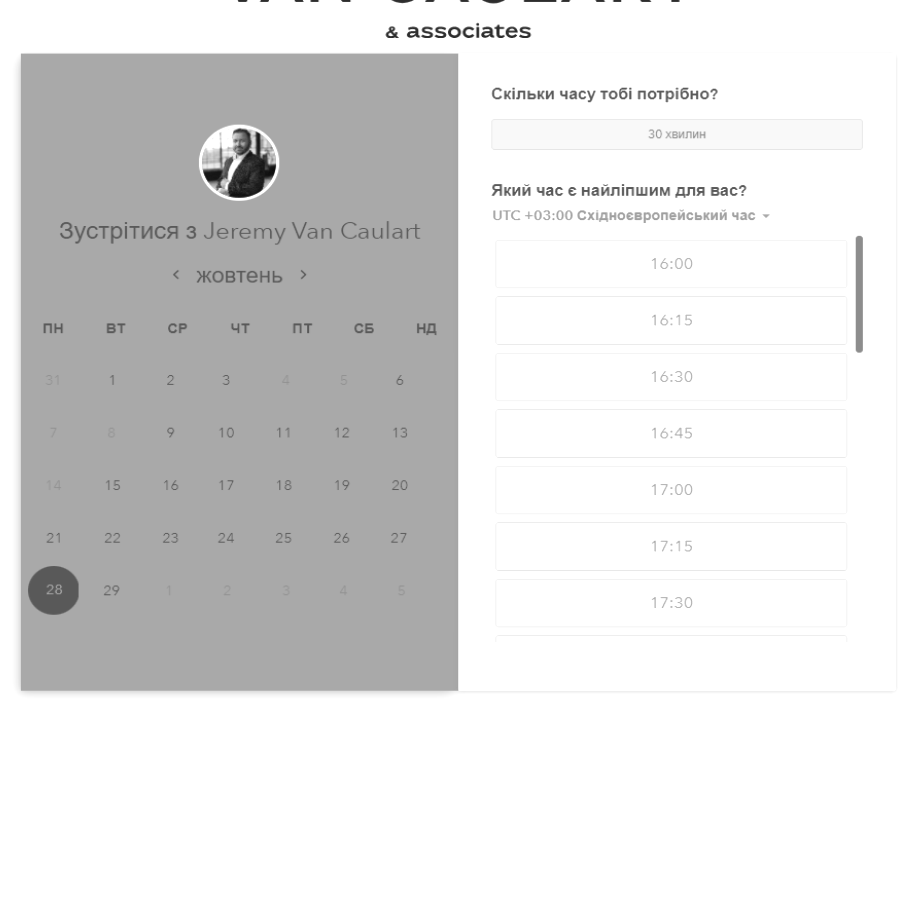 VAN CAULART
& associates
Зустрітися з Jeremy Van Caulart
жовтень
ПН ВТ СР ЧТ ПТ СБ НД
31 1 2 3 4 5 6
7 8 9 10 11 12 13
14 15 16 17 18 19 20
21 22 23 24 25 26 27
28 29 1 2 3 4 5
Скільки часу тобі потрібно?
30 хвилин
Який час є найліпшим для вас?
UTC +03:00 Східноєвропейський час
16:00
16:15
16:30
16:45
17:00
17:15
17:30